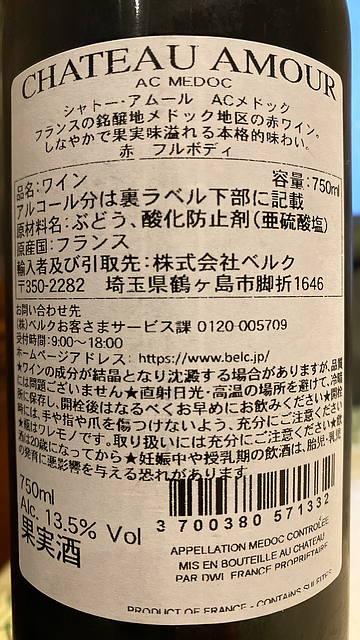 CHATEAU AMOUR
AC MEDOC
シャトー・アムール　ACメドック
フランスの銘醸地メドック地区の赤ワイン。
しなやかで果実味溢れる本格的味わい。
赤　フルボディ
品名：ワイン　容量：750ml
アルコール分は裏ラベル下部に記載
原材料名：ぶどう、酸化防止剤（亜硫酸塩）
原産国：フランス
輸入者及び引取先：株式会社ベルク
〒350-2282　埼玉県鶴ヶ島市脚折1646
お問い合わせ先
㈱ベルクお客さまサービス課 0120-005709
受付時間：9:00～18:00
ホームページアドレス：https://www.belc.jp/
★ワインの成分が結晶となり沈澱する場合がありますが、品質
には問題ございません★直射日光・高温の場所を避けて、冷暗
所に保存し、開栓後はなるべくお早めにお飲みください★開栓
時には、手や指や爪を傷つけないよう、充分にご注意ください
★瓶はワレモノです。取り扱いには充分にご注意ください★飲
酒は20歳になってから★妊娠中や授乳期の飲酒は、胎児・乳児
の発育に悪影響を与える恐れがあります。
750ml
Alc. 13.5% Vol
果実酒
3 700380 571332
APPELLATION MEDOC CONTROLÉE
MIS EN BOUTEILLE AU CHATEAU
PAR DWL FRANCE PROPRIETAIRE
PRODUCT OF FRANCE - CONTAINS SULFITES